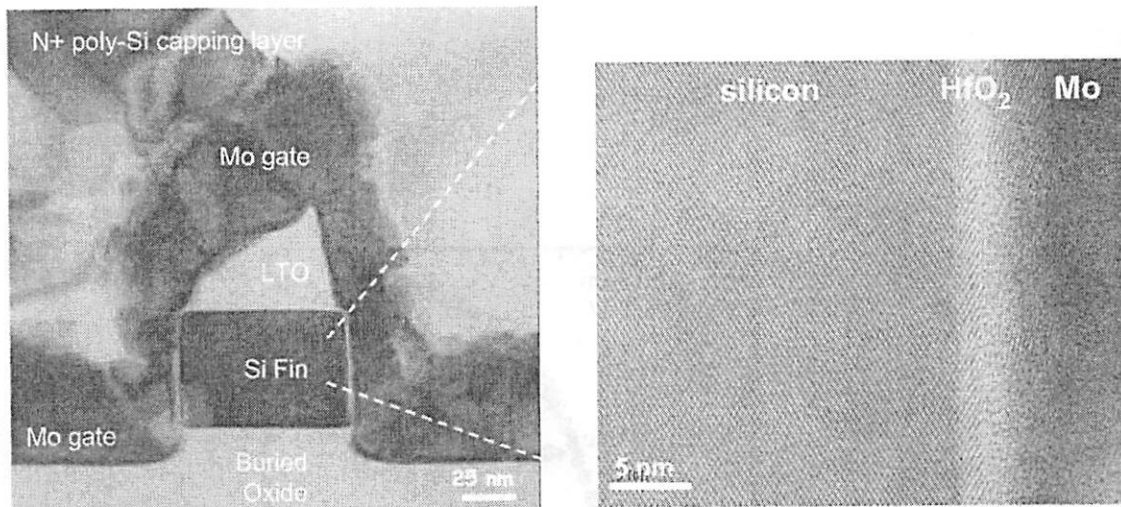 N+ poly-Si capping layer
Mo gate
LTO
Si Fin
Mo gate
Buried
Oxide
25 nm
silicon
HfO₂
Mo
5 nm